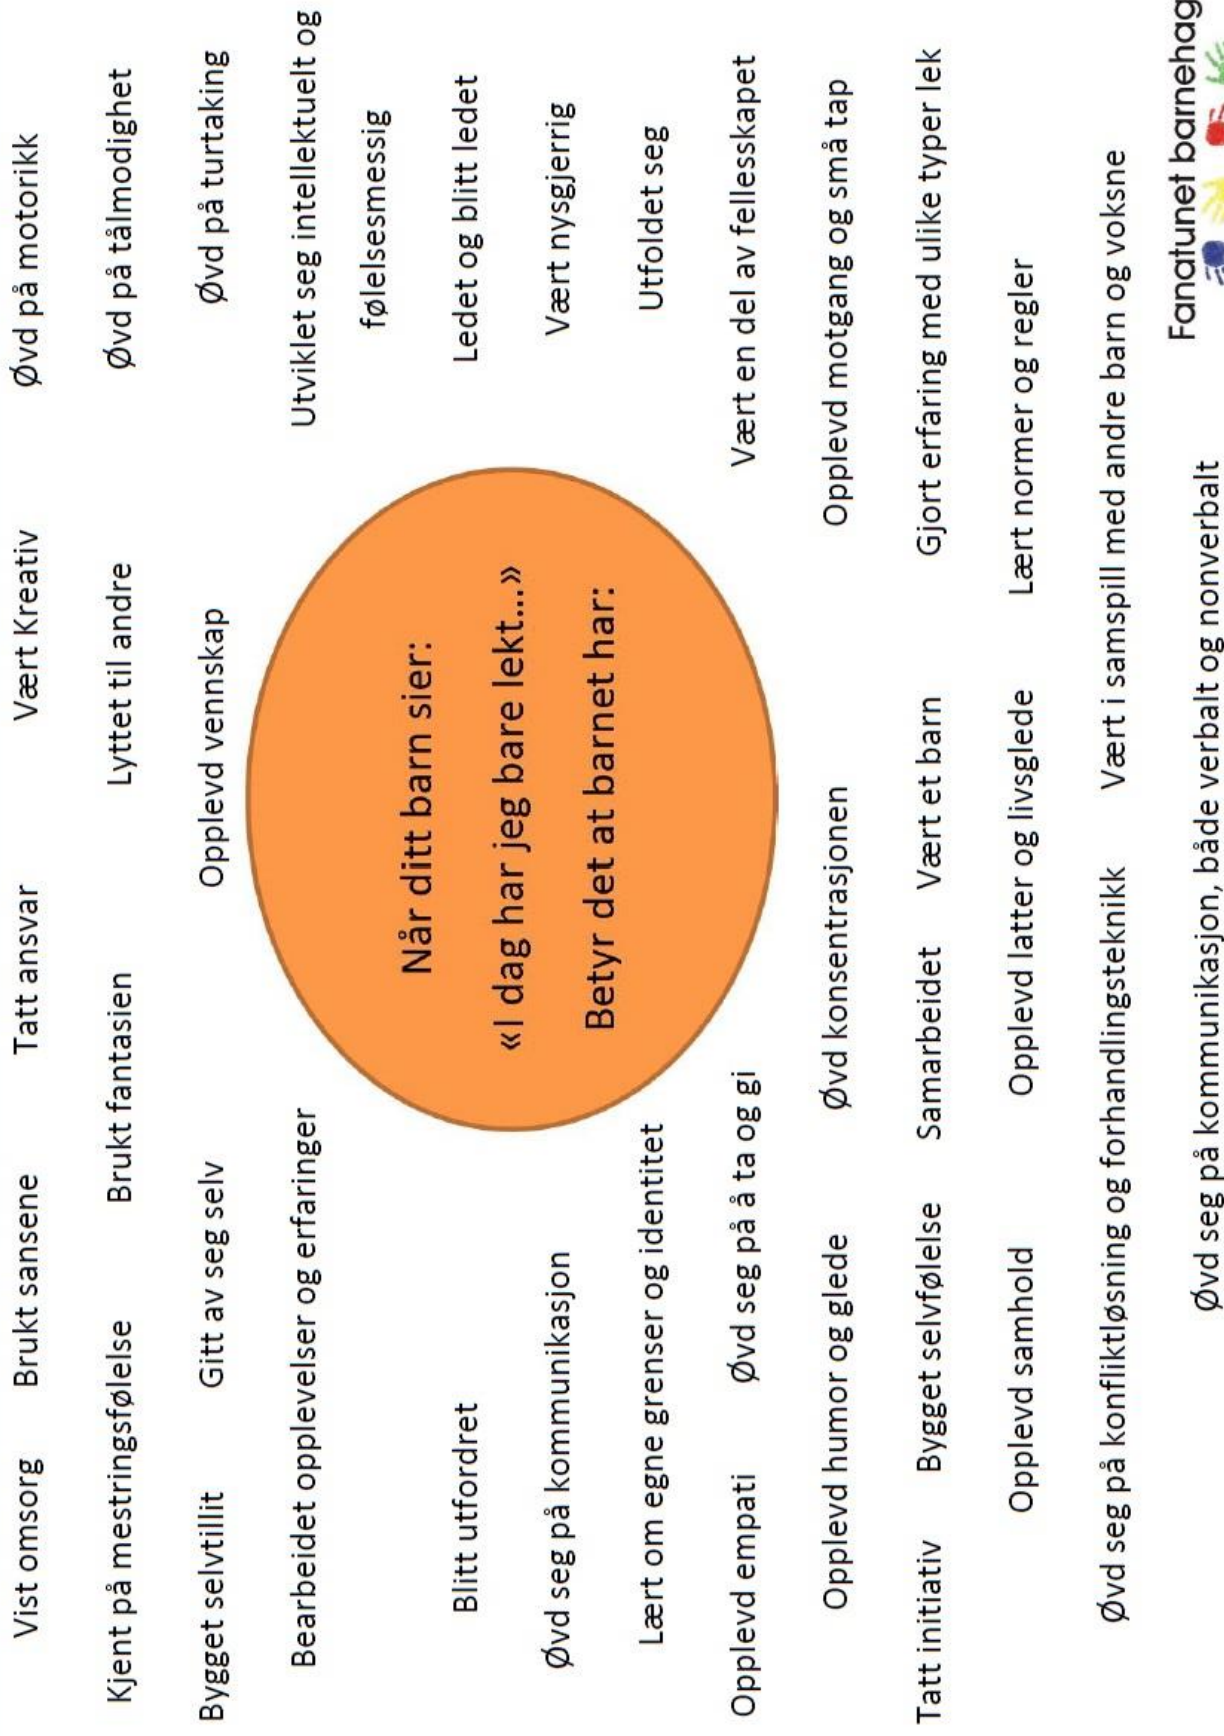 Vist omsorg Brukt sansene Tatt ansvar Vært Kreativ Øvd på motorikk
Kjent på mestringsfølelse Brukt fantasien Lyttet til andre Øvd på tålmodighet
Bygget selvtillit Gitt av seg selv Opplevd vennskap Øvd på turtaking
Bearbeidet opplevelser og erfaringer Utviklet seg intellektuelt og
følelsesmessig
Når ditt barn sier:
«I dag har jeg bare lekt...»
Betyr det at barnet har:
Blitt utfordret Ledet og blitt ledet
Øvd seg på kommunikasjon Vært nysgjerrig
Lært om egne grenser og identitet Utfoldet seg
Opplevd empati Øvd seg på å ta og gi Vært en del av fellesskapet
Opplevd humor og glede Øvd konsentrasjonen Opplevd motgang og små tap
Tatt initiativ Bygget selvfølelse Samarbeidet Vært et barn Gjort erfaring med ulike typer lek
Opplevd samhold Opplevd latter og livsglede Lært normer og regler
Øvd seg på konfliktløsning og forhandlingsteknikk Vært i samspill med andre barn og voksne
Øvd seg på kommunikasjon, både verbalt og nonverbalt
Fanatunet barnehag